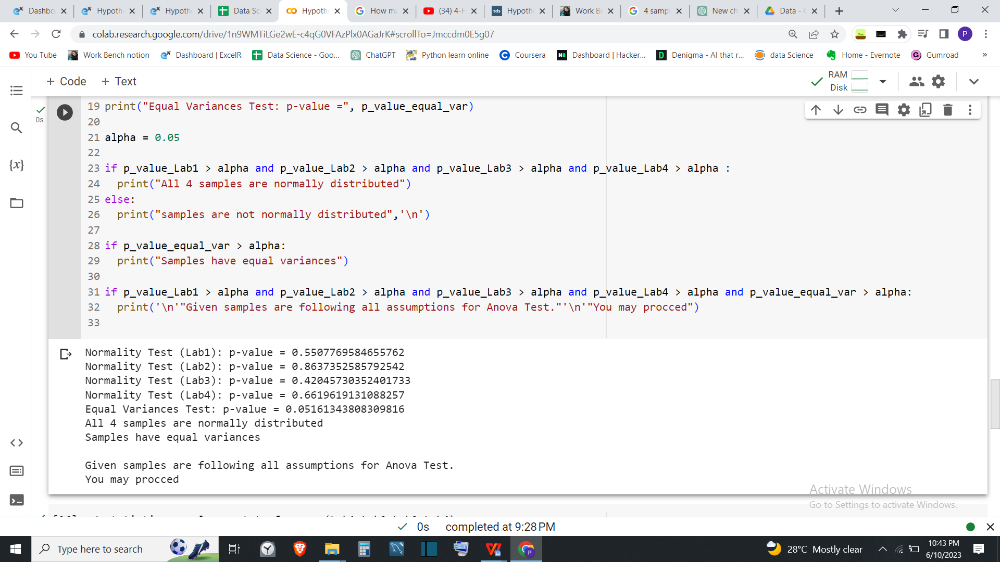 Dashbo
Hypoth
Hypoth
Data Sc
Hypoth
How ma
(34) 4-H
Hypoth
Work B
4 sampl
New ch
Data -
colab.research.google.com/drive/1n9WMTiLGe2wE-c4qG0VFAzPlx0AGaJrK#scrollTo=Jmccdm0E5g07
P
You Tube
Work Bench notion
Dashboard | ExcelR
Data Science - Goo...
ChatGPT
Python learn online
Coursera
Dashboard | Hacker...
Denigma - AI that r...
data Science
Home - Evernote
Gumroad
»
+ Code + Text
RAM
Disk
0s
19 print("Equal Variances Test: p-value =", p_value_equal_var)
20
21 alpha = 0.05
22
23 if p_value_Lab1 > alpha and p_value_Lab2 > alpha and p_value_Lab3 > alpha and p_value_Lab4 > alpha :
24 print("All 4 samples are normally distributed")
25 else:
26 print("samples are not normally distributed",'\n')
27
28 if p_value_equal_var > alpha:
29 print("Samples have equal variances")
30
31 if p_value_Lab1 > alpha and p_value_Lab2 > alpha and p_value_Lab3 > alpha and p_value_Lab4 > alpha and p_value_equal_var > alpha:
32 print('\n'"Given samples are following all assumptions for Anova Test."'\n'"You may procced")
33
Normality Test (Lab1): p-value = 0.5507769584655762
Normality Test (Lab2): p-value = 0.8637352585792542
Normality Test (Lab3): p-value = 0.42045730352401733
Normality Test (Lab4): p-value = 0.6619619131088257
Equal Variances Test: p-value = 0.05161343808309816
All 4 samples are normally distributed
Samples have equal variances
Given samples are following all assumptions for Anova Test.
You may procced
Activate Windows
Go to Settings to activate Windows.
0s completed at 9:28 PM
Type here to search
28°C Mostly clear
10:43 PM
6/10/2023